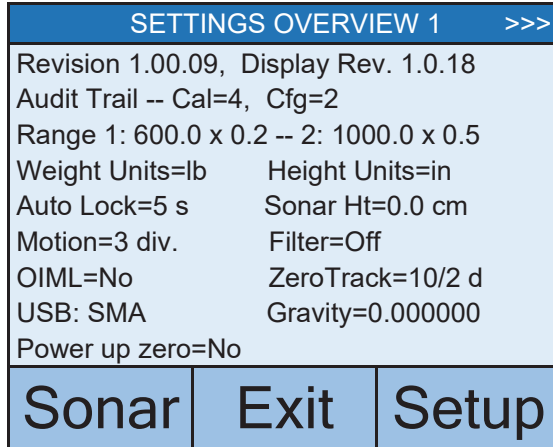 SETTINGS OVERVIEW 1 >>>
Revision 1.00.09, Display Rev. 1.0.18
Audit Trail -- Cal=4, Cfg=2
Range 1: 600.0 x 0.2 -- 2: 1000.0 x 0.5
Weight Units=lb Height Units=in
Auto Lock=5 s Sonar Ht=0.0 cm
Motion=3 div. Filter=Off
OIML=No ZeroTrack=10/2 d
USB: SMA Gravity=0.000000
Power up zero=No
Sonar Exit Setup